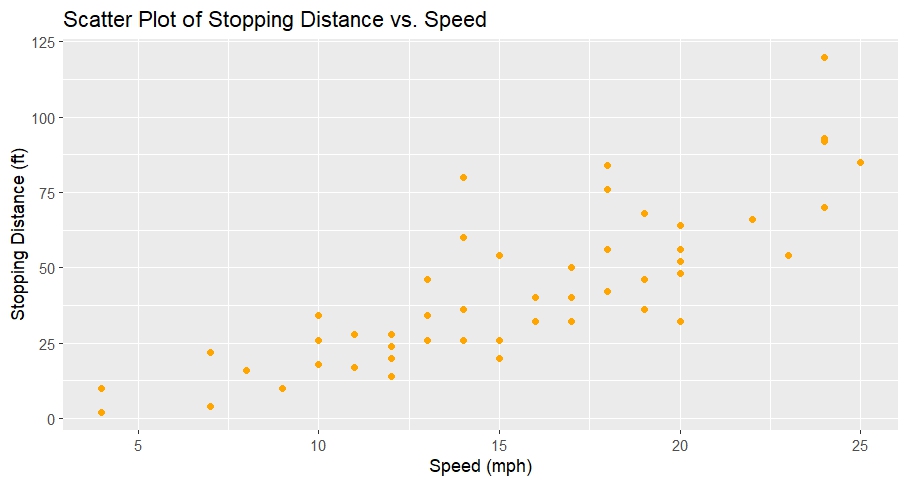 Scatter Plot of Stopping Distance vs. Speed
125
100
75
50
25
0
Stopping Distance (ft)
5 10 15 20 25
Speed (mph)